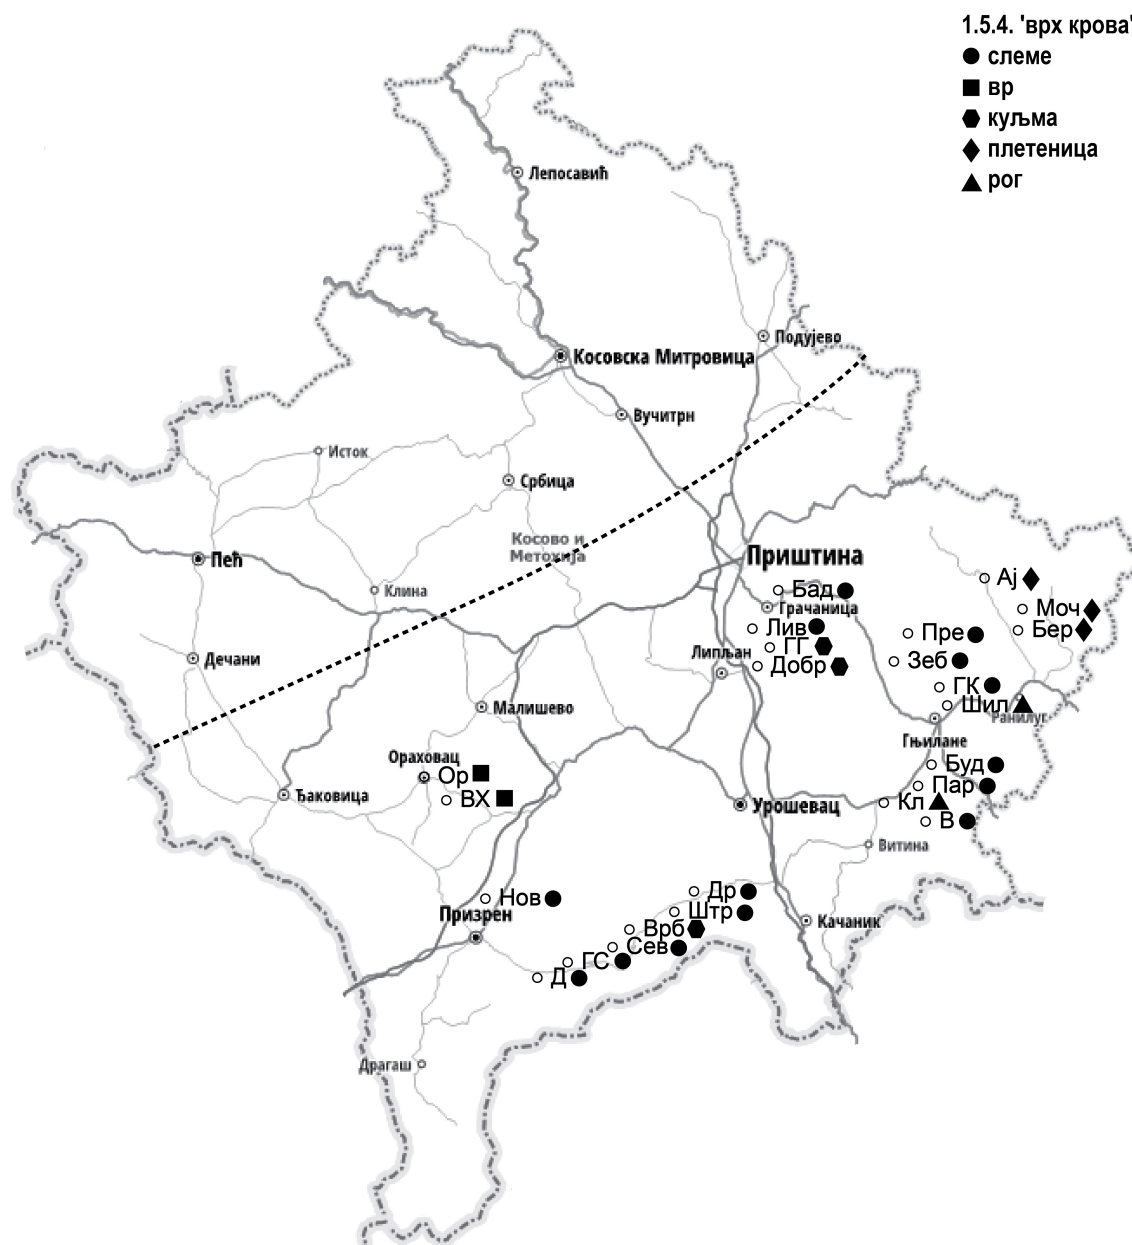 1.5.4. 'врх крова'
слеме
вр
куљма
плетеница
рог
Лепосавић
Подујево
Косовска Митровица
Вучитрн
Исток
Србица
Косово и
Метохија
Приштина
Пећ
Клина
Ај
Бад
Грачаница
Моч
Лив
Пре
Бер
ГГ
Липљан
Добр
Зеб
Дечани
ГК
Шил
Ранилуг
Малишево
Гњилане
Ораховац
Ор
Буд
Ђаковица
ВХ
Пар
Урошевац
Кл
В
Витина
Нов
Призрен
Др
Штр
Качаник
Врб
Сев
ГС
Д
Драгаш